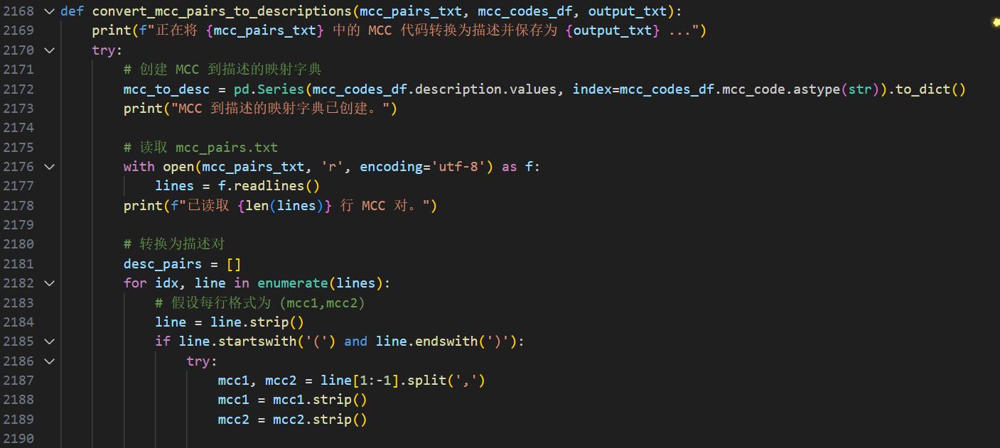 2168 def convert_mcc_pairs_to_descriptions(mcc_pairs_txt, mcc_codes_df, output_txt):
2169     print(f"正在将 {mcc_pairs_txt} 中的 MCC 代码转换为描述并保存为 {output_txt} ...")
2170     try:
2171         # 创建 MCC 到描述的映射字典
2172         mcc_to_desc = pd.Series(mcc_codes_df.description.values, index=mcc_codes_df.mcc_code.astype(str)).to_dict()
2173         print("MCC 到描述的映射字典已创建。")
2174
2175         # 读取 mcc_pairs.txt
2176         with open(mcc_pairs_txt, 'r', encoding='utf-8') as f:
2177             lines = f.readlines()
2178         print(f"已读取 {len(lines)} 行 MCC 对。")
2179
2180         # 转换为描述对
2181         desc_pairs = []
2182         for idx, line in enumerate(lines):
2183             # 假设每行格式为 (mcc1,mcc2)
2184             line = line.strip()
2185             if line.startswith('(') and line.endswith(')'):
2186                 try:
2187                     mcc1, mcc2 = line[1:-1].split(',')
2188                     mcc1 = mcc1.strip()
2189                     mcc2 = mcc2.strip()
2190